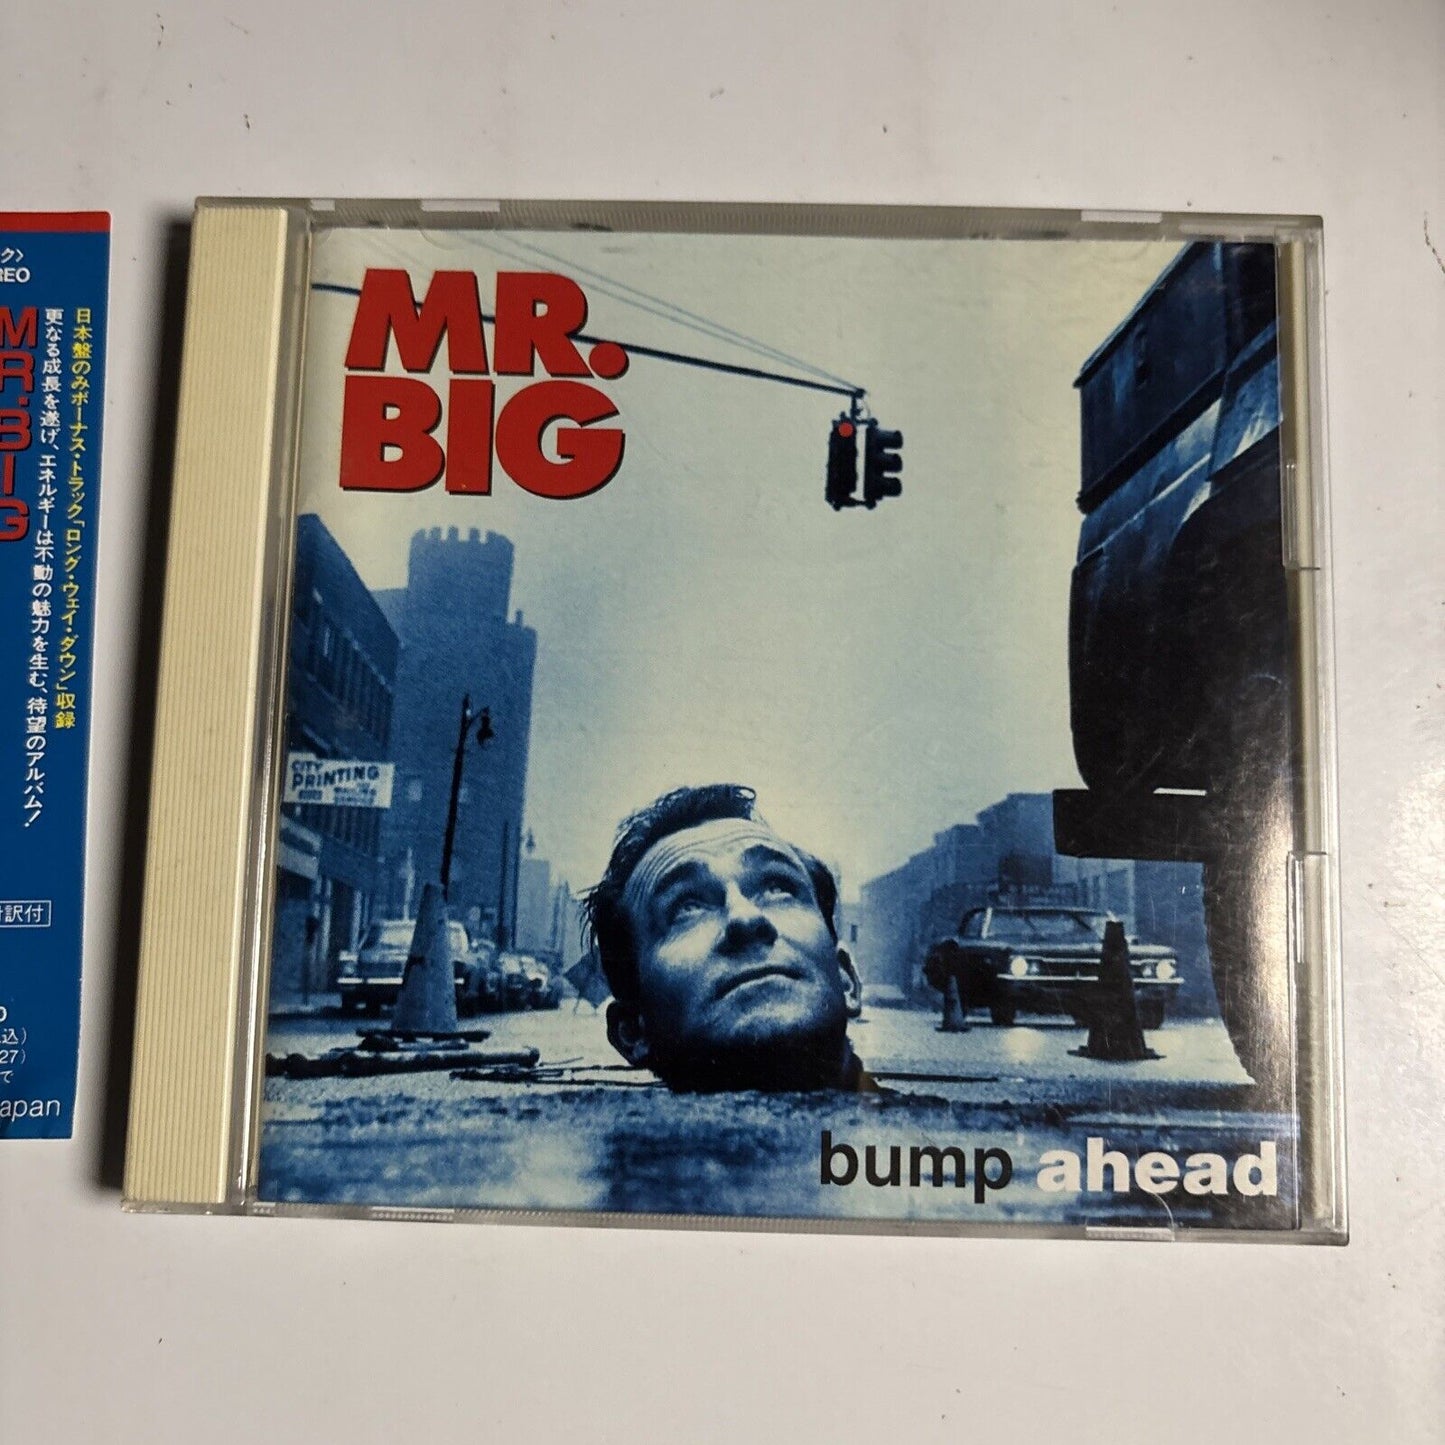 MR.
BIG
CITY
PRINTING
bump ahead
ク〉
REO
MR.BIG
日本盤のみボーナス・トラック「ロング・ウェイ・ダウン」収録
更なる成長を遂げ、エネルギーは不動の魅力を生む、待望のアルバム!
訳付
込)
27)
で
apan